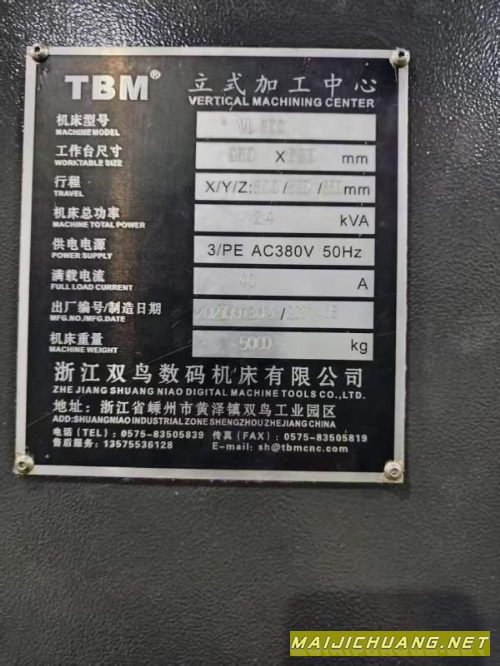 TBM® 立式加工中心
VERTICAL MACHINING CENTER
机床型号
MACHINE MODEL
工作台尺寸 X mm
WORKTABLE SIZE
行程 X/Y/Z: / / mm
TRAVEL
机床总功率 24 kVA
MACHINE TOTAL POWER
供电电源 3/PE AC380V 50Hz
POWER SUPPLY
满载电流 A
FULL LOAD CURRENT
出厂编号/制造日期 /
MFG.NO./MFG.DATE
机床重量 5000 kg
MACHINE WEIGHT
浙江双鸟数码机床有限公司
ZHE JIANG SHUANG NIAO DIGITAL MACHINE TOOLS CO.,LTD.
地址：浙江省嵊州市黄泽镇双鸟工业园区
ADD:SHUANGNIAO INDUSTRIAL ZONE SHENGZHOU ZHEJIANG CHINA
电话（TEL）：0575-83505839 传真（FAX）：0575-83505819
售后服务：13575536128 E-mail: sh@tbmcnc.com
MAIJICHUANG.NET